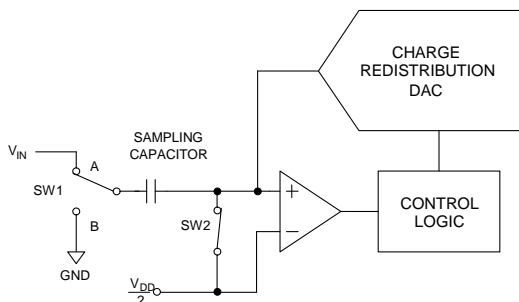 CHARGE
REDISTRIBUTION
DAC
SAMPLING
CAPACITOR
V_IN
A
SW1
B
GND
SW2
+
−
CONTROL
LOGIC
V_DD
2